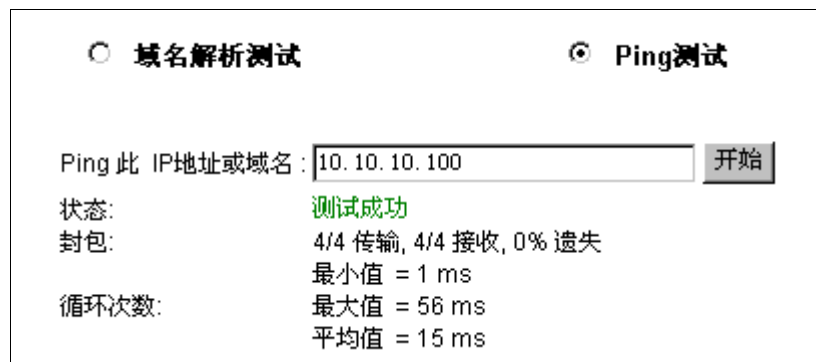 域名解析测试 Ping测试
Ping 此 IP地址或域名 : 10.10.10.100 开始
状态: 测试成功
封包: 4/4 传输, 4/4 接收, 0% 遗失
最小值 = 1 ms
循环次数: 最大值 = 56 ms
平均值 = 15 ms